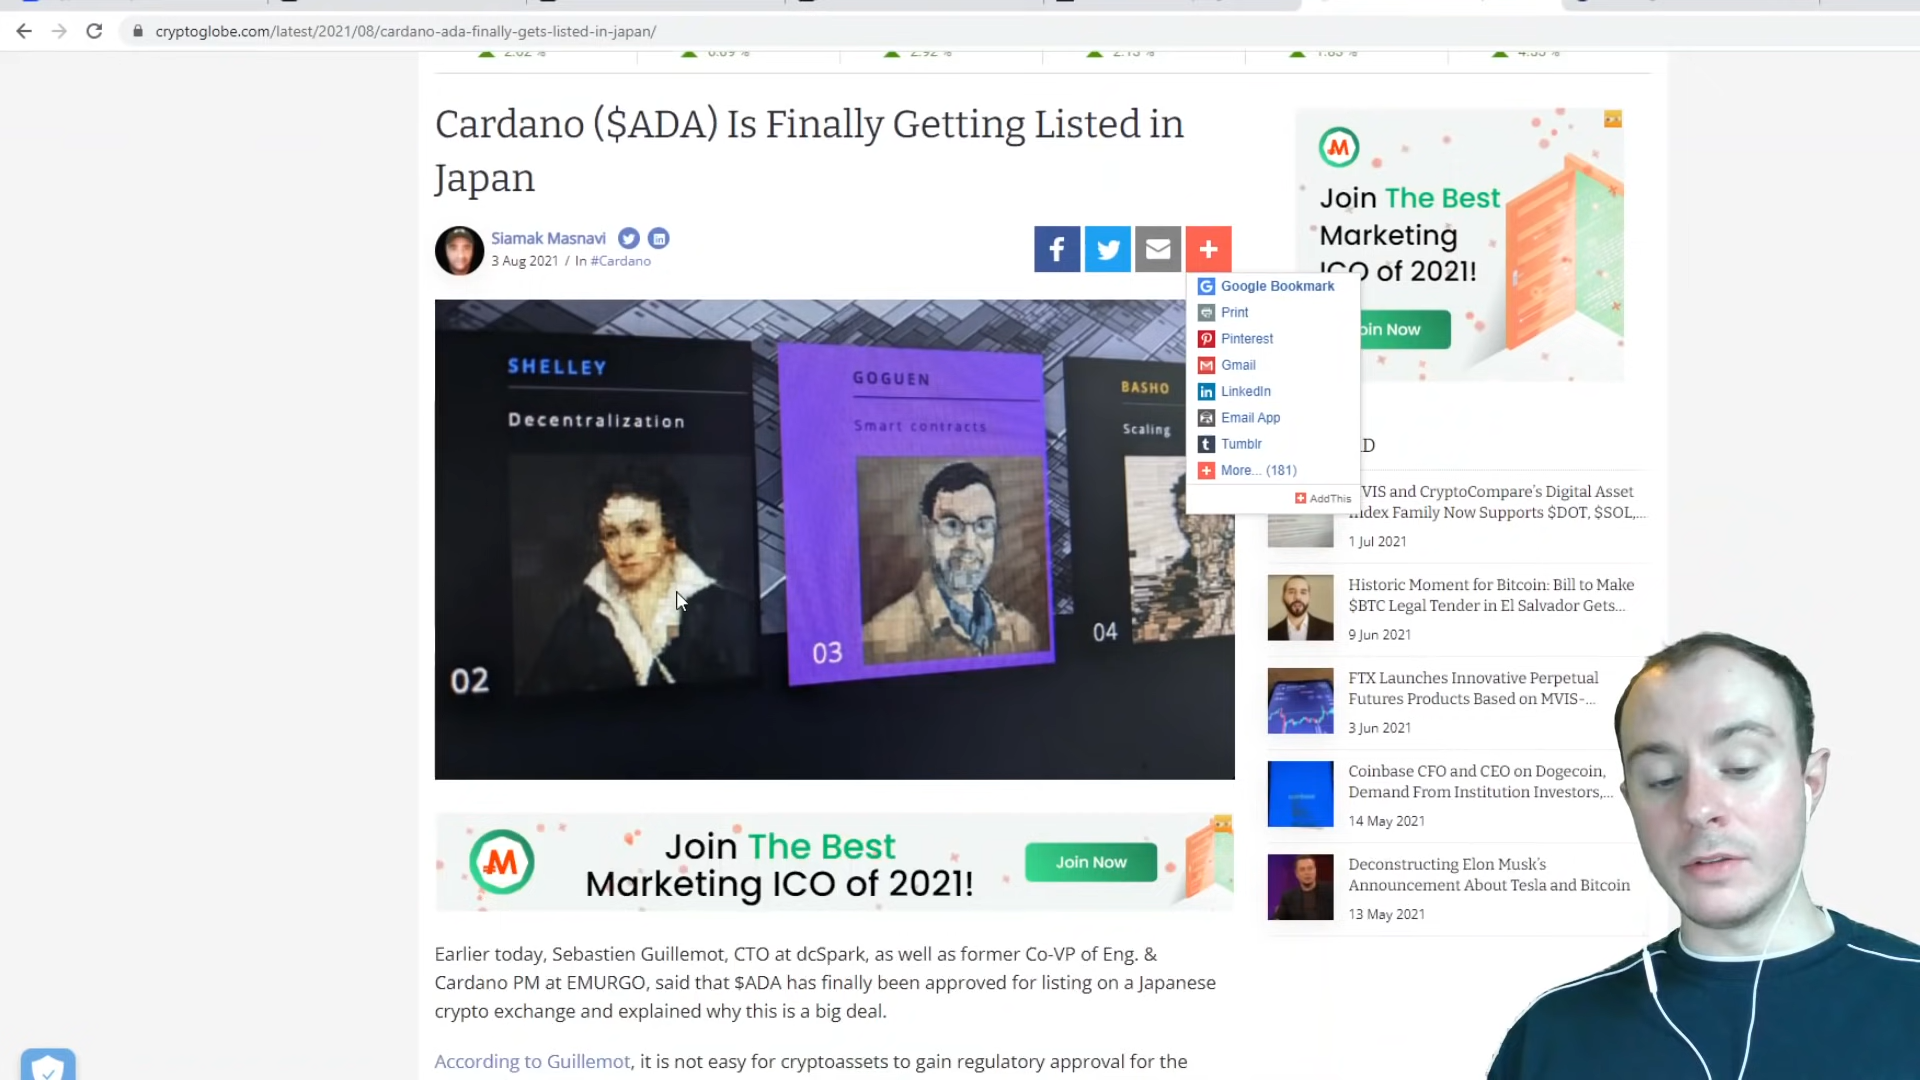 cryptoglobe.com/latest/2021/08/cardano-ada-finally-gets-listed-in-japan/
Cardano ($ADA) Is Finally Getting Listed in
Japan
Siamak Masnavi
3 Aug 2021 / In #Cardano
Google Bookmark
Print
Pinterest
Gmail
LinkedIn
Email App
Tumblr
More... (181)
AddThis
SHELLEY
Decentralization
02
GOGUEN
Smart contracts
03
BASHO
Scaling
04
Join The Best
Marketing
ICO of 2021!
Join Now
Join The Best
Marketing ICO of 2021!
Join Now
Earlier today, Sebastien Guillemot, CTO at dcSpark, as well as former Co-VP of Eng. &
Cardano PM at EMURGO, said that $ADA has finally been approved for listing on a Japanese
crypto exchange and explained why this is a big deal.
According to Guillemot, it is not easy for cryptoassets to gain regulatory approval for the
D
MVIS and CryptoCompare's Digital Asset
Index Family Now Supports $DOT, $SOL,...
1 Jul 2021
Historic Moment for Bitcoin: Bill to Make
$BTC Legal Tender in El Salvador Gets...
9 Jun 2021
FTX Launches Innovative Perpetual
Futures Products Based on MVIS-...
3 Jun 2021
Coinbase CFO and CEO on Dogecoin,
Demand From Institution Investors,...
14 May 2021
Deconstructing Elon Musk's
Announcement About Tesla and Bitcoin
13 May 2021